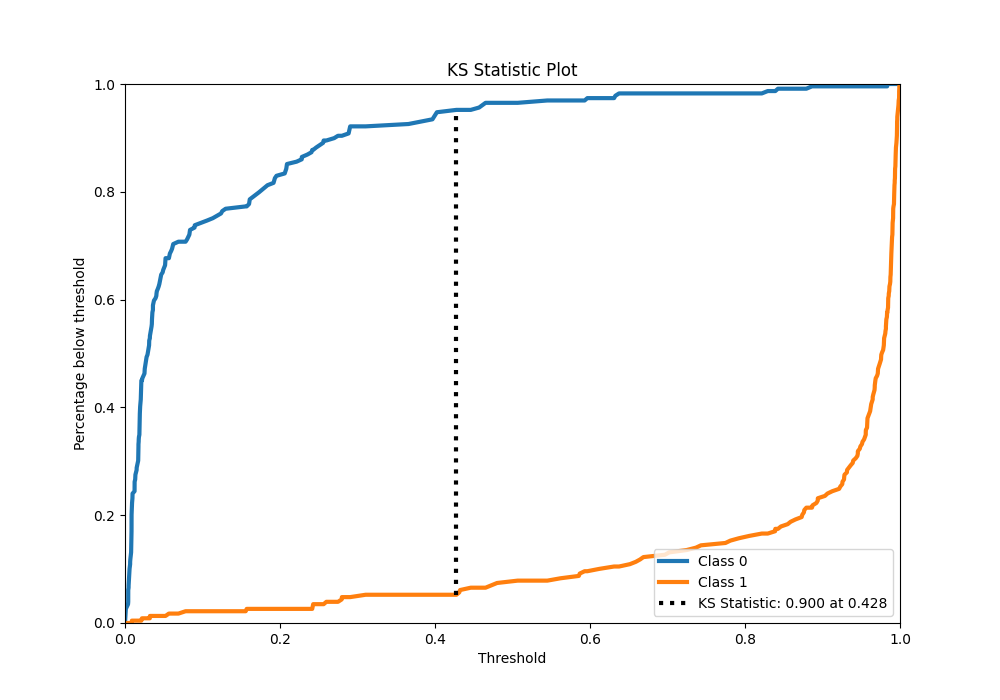 KS Statistic Plot
1.0
0.8
0.6
0.4
0.2
0.0
Percentage below threshold
0.0 0.2 0.4 0.6 0.8 1.0
Threshold
Class 0
Class 1
KS Statistic: 0.900 at 0.428